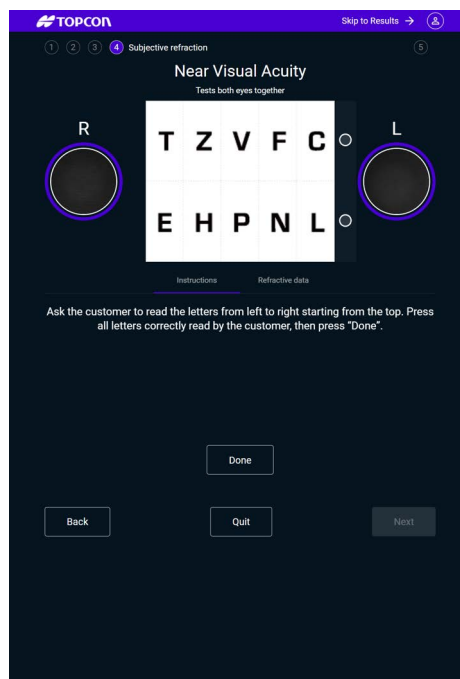 TOPCON
Skip to Results →
1 2 3 4 Subjective refraction 5
Near Visual Acuity
Tests both eyes together
R
L
T Z V F C
E H P N L
Instructions Refractive data
Ask the customer to read the letters from left to right starting from the top. Press
all letters correctly read by the customer, then press "Done".
Done
Back Quit Next